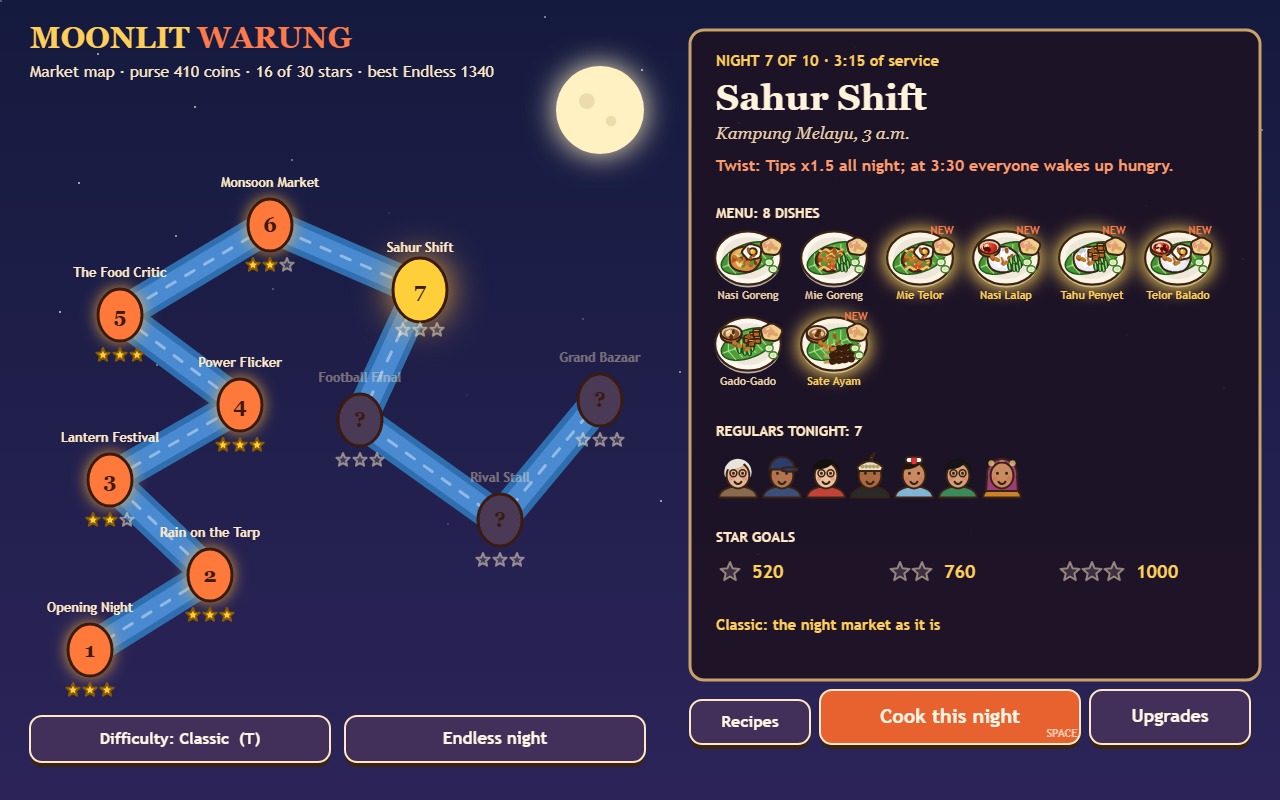 MOONLIT WARUNG
Market map · purse 410 coins · 16 of 30 stars · best Endless 1340
Monsoon Market
6
Sahur Shift
7
The Food Critic
5
Power Flicker
4
Football Final
?
Grand Bazaar
?
Lantern Festival
3
Rival Stall
?
Rain on the Tarp
2
Opening Night
1
Difficulty: Classic (T)
Endless night
NIGHT 7 OF 10 · 3:15 of service
Sahur Shift
Kampung Melayu, 3 a.m.
Twist: Tips x1.5 all night; at 3:30 everyone wakes up hungry.
MENU: 8 DISHES
NEW NEW NEW NEW
Nasi Goreng Mie Goreng Mie Telor Nasi Lalap Tahu Penyet Telor Balado
NEW
Gado-Gado Sate Ayam
REGULARS TONIGHT: 7
STAR GOALS
520 760 1000
Classic: the night market as it is
Recipes
Cook this night
SPACE
Upgrades